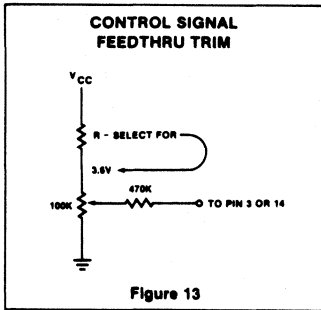 CONTROL SIGNAL
FEEDTHRU TRIM
VCC
R – SELECT FOR
3.6V
470K
100K
TO PIN 3 OR 14
Figure 13